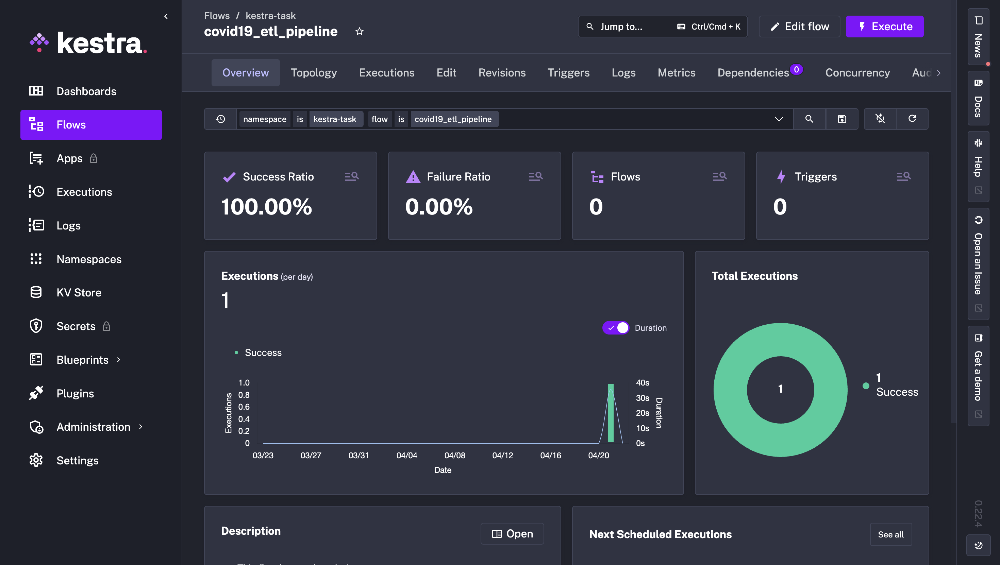 kestra.
Dashboards
Flows
Apps
Executions
Logs
Namespaces
KV Store
Secrets
Blueprints
Plugins
Administration
Settings
Flows / kestra-task
covid19_etl_pipeline
Jump to...
Ctrl/Cmd + K
Edit flow
Execute
Overview
Topology
Executions
Edit
Revisions
Triggers
Logs
Metrics
Dependencies 0
Concurrency
namespace is kestra-task flow is covid19_etl_pipeline
Success Ratio
100.00%
Failure Ratio
0.00%
Flows
0
Triggers
0
Executions (per day)
1
Duration
Success
1.0
0.8
0.6
0.4
0.2
0
Executions
40s
30s
20s
10s
0s
Duration
03/23 03/27 03/31 04/04 04/08 04/12 04/16 04/20
Date
Total Executions
1
1
Success
Description
Open
Next Scheduled Executions
See all
News
Docs
Help
Open an Issue
Get a demo
0.22.4